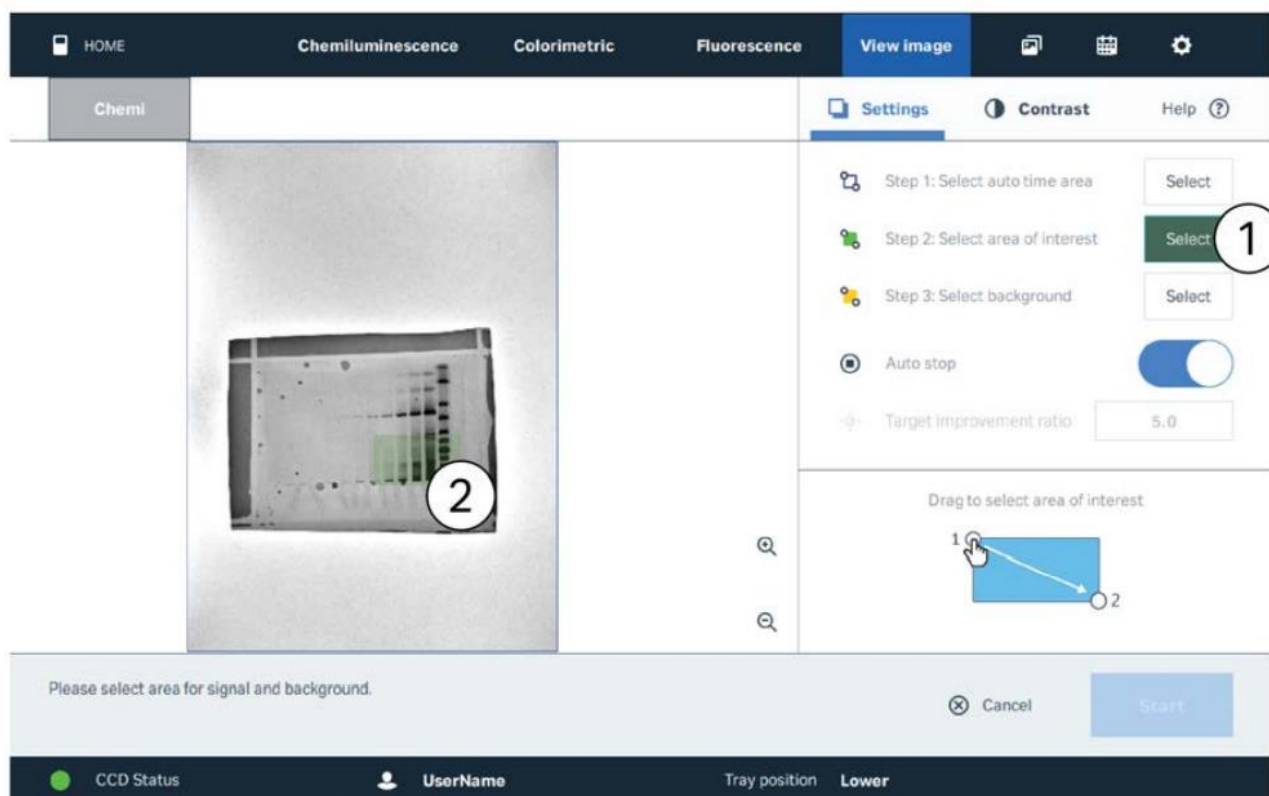 HOME Chemiluminescence Colorimetric Fluorescence View image
Chemi
Settings Contrast Help ?
Step 1: Select auto time area Select
Step 2: Select area of interest Select 1
Step 3: Select background Select
Auto stop
Target improvement ratio 5.0
2
Drag to select area of interest
1
2
Please select area for signal and background.
Cancel Start
CCD Status UserName Tray position Lower